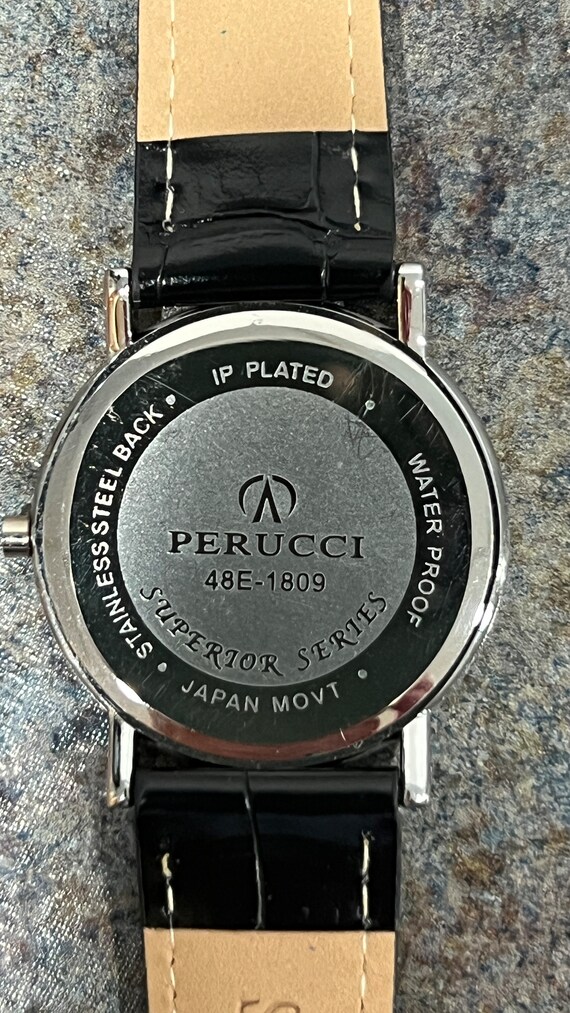 IP PLATED
WATER PROOF
JAPAN MOVT
STAINLESS STEEL BACK
PERUCCI
48E-1809
SUPERIOR SERIES